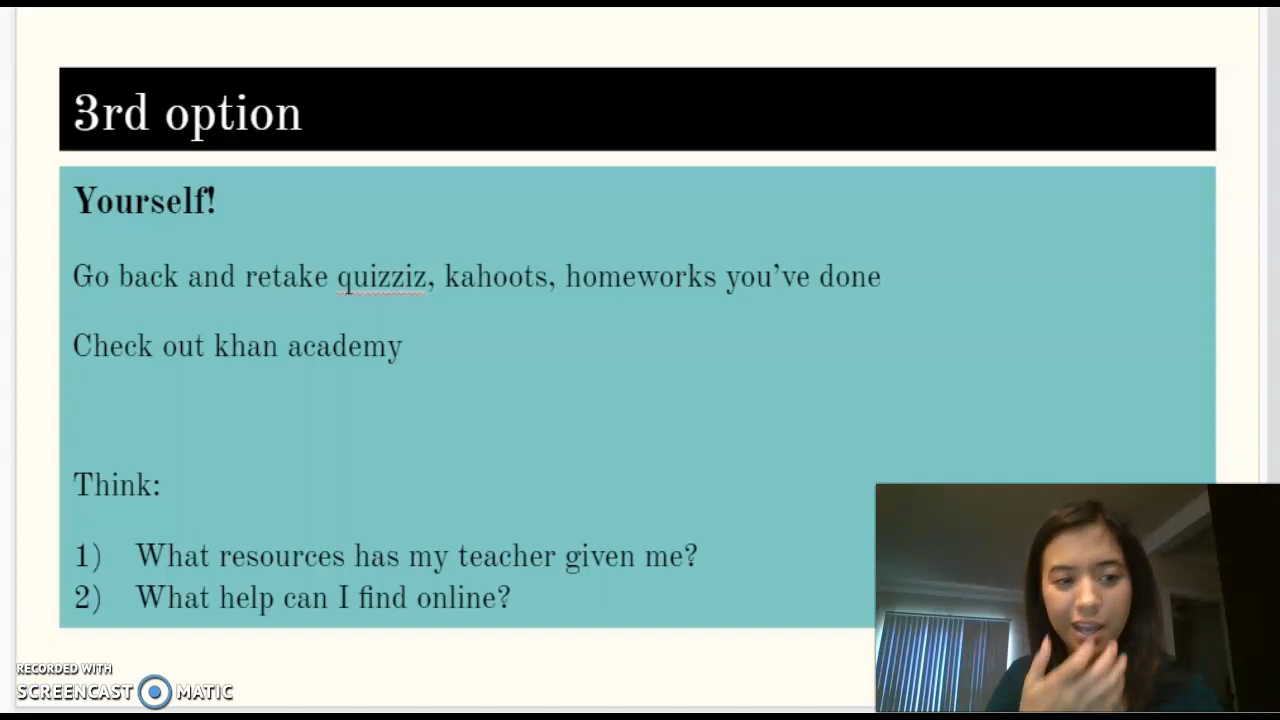 3rd option
Yourself!
Go back and retake quizziz, kahoots, homeworks you’ve done
Check out khan academy
Think:
1) What resources has my teacher given me?
2) What help can I find online?
RECORDED WITH
SCREENCAST MATIC